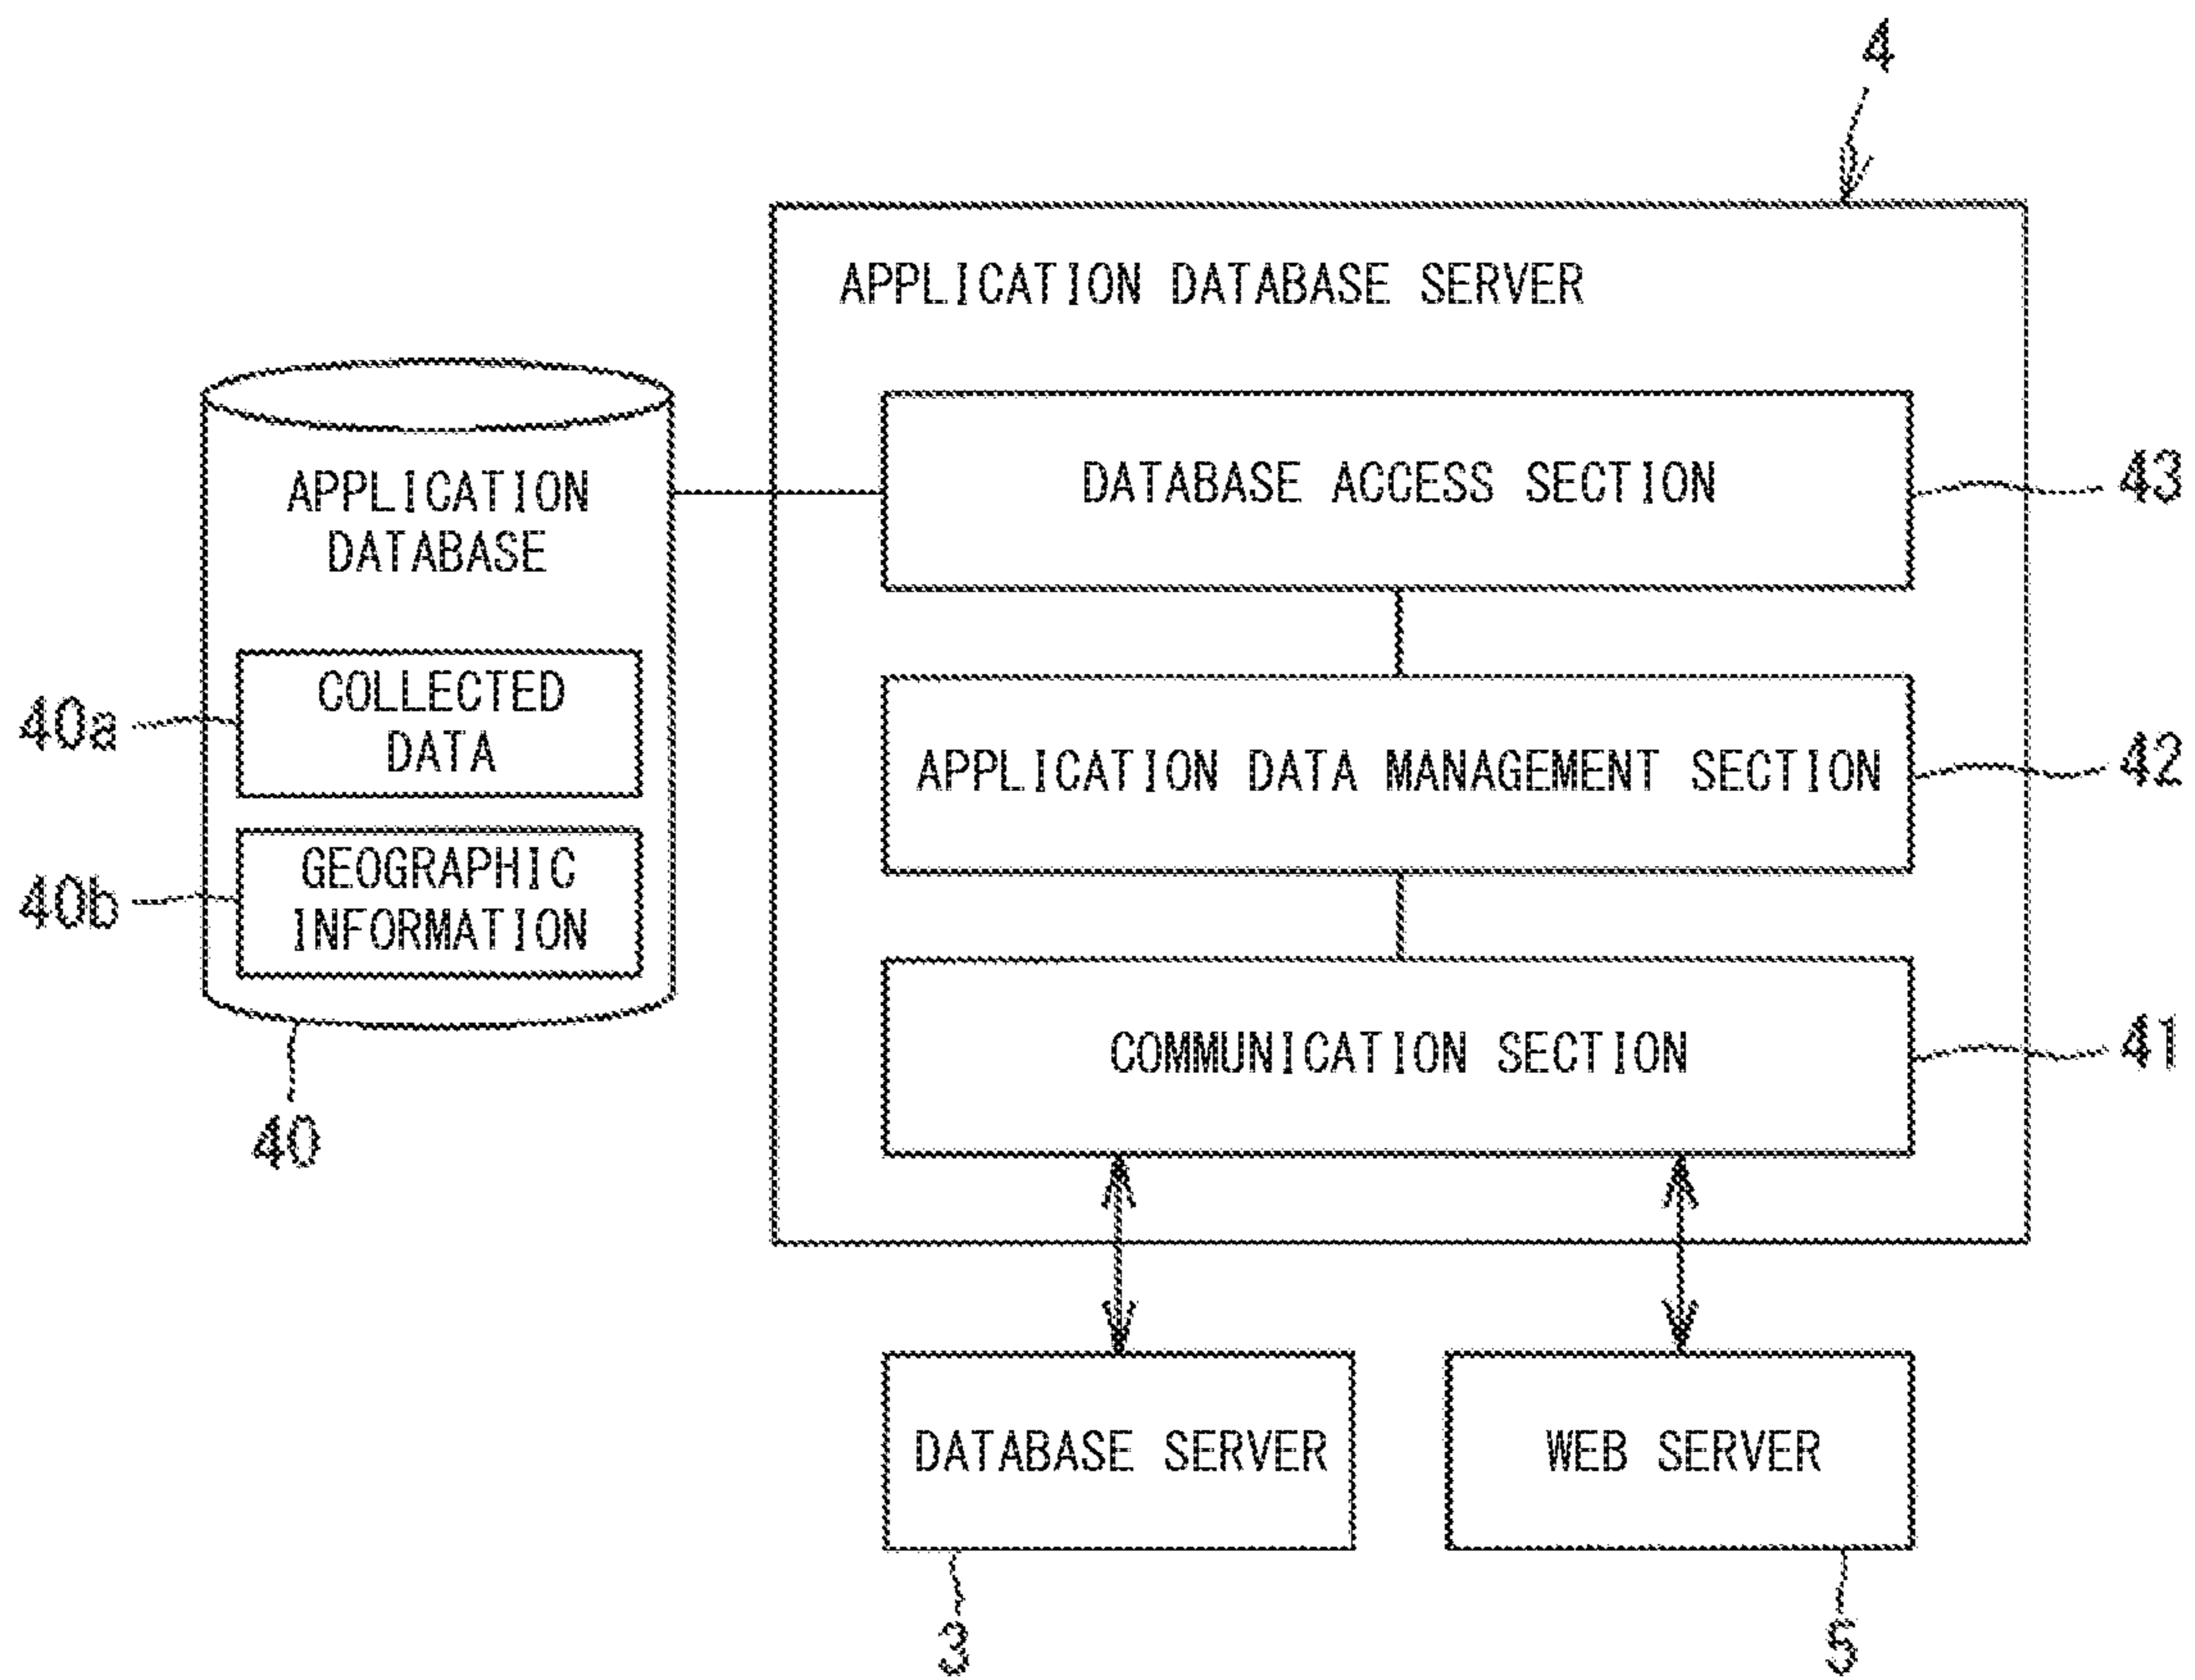 4
APPLICATION DATABASE SERVER
APPLICATION
DATABASE
DATABASE ACCESS SECTION
43
COLLECTED
DATA
40a
APPLICATION DATA MANAGEMENT SECTION
42
GEOGRAPHIC
INFORMATION
40b
COMMUNICATION SECTION
41
40
DATABASE SERVER
WEB SERVER
3
5